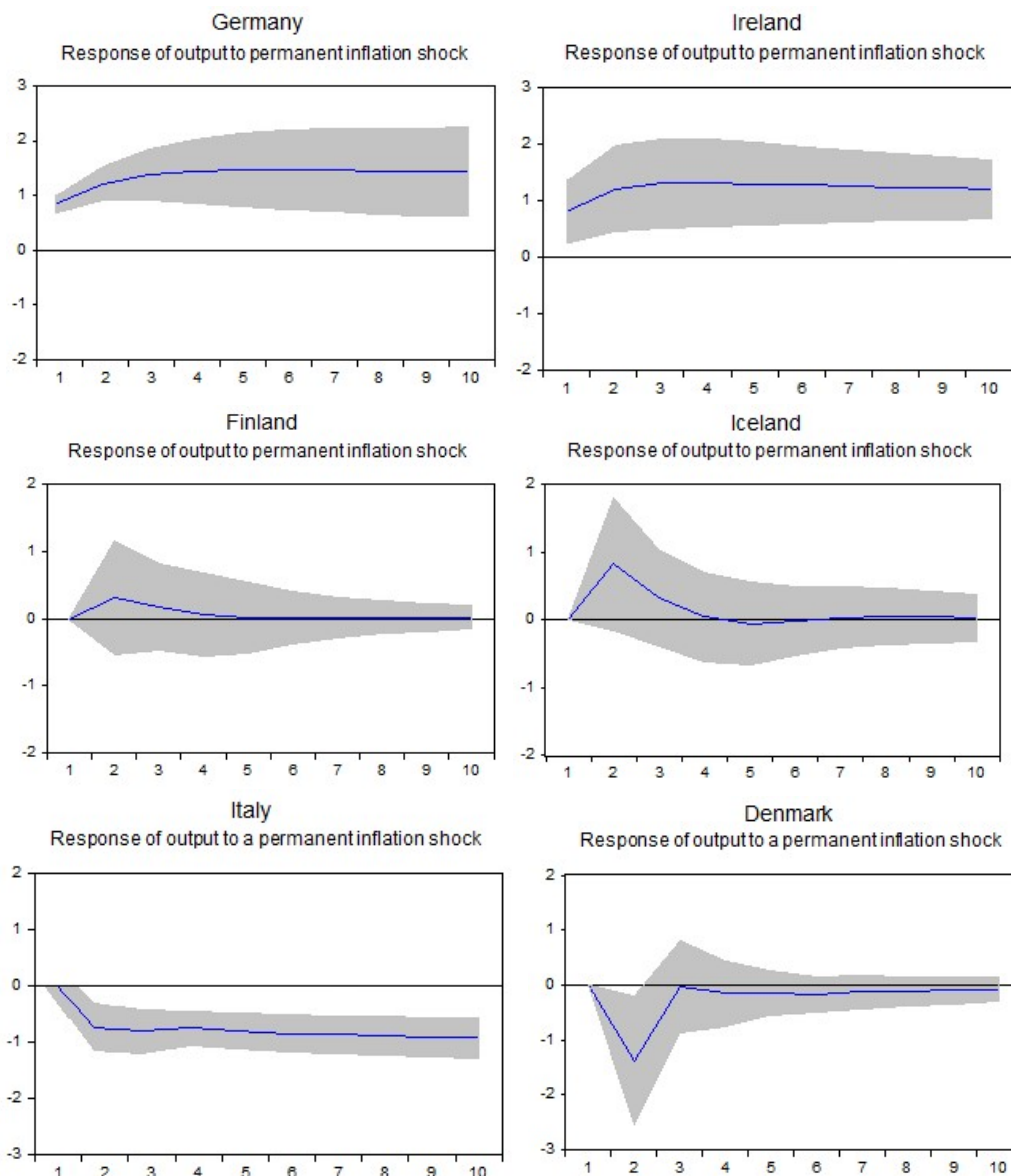 Germany
Response of output to permanent inflation shock
3
2
1
0
-1
-2
1 2 3 4 5 6 7 8 9 10
Ireland
Response of output to permanent inflation shock
3
2
1
0
-1
-2
1 2 3 4 5 6 7 8 9 10
Finland
Response of output to permanent inflation shock
2
1
0
-1
-2
1 2 3 4 5 6 7 8 9 10
Iceland
Response of output to permanent inflation shock
2
1
0
-1
-2
1 2 3 4 5 6 7 8 9 10
Italy
Response of output to a permanent inflation shock
2
1
0
-1
-2
-3
1 2 3 4 5 6 7 8 9 10
Denmark
Response of output to a permanent inflation shock
2
1
0
-1
-2
-3
1 2 3 4 5 6 7 8 9 10